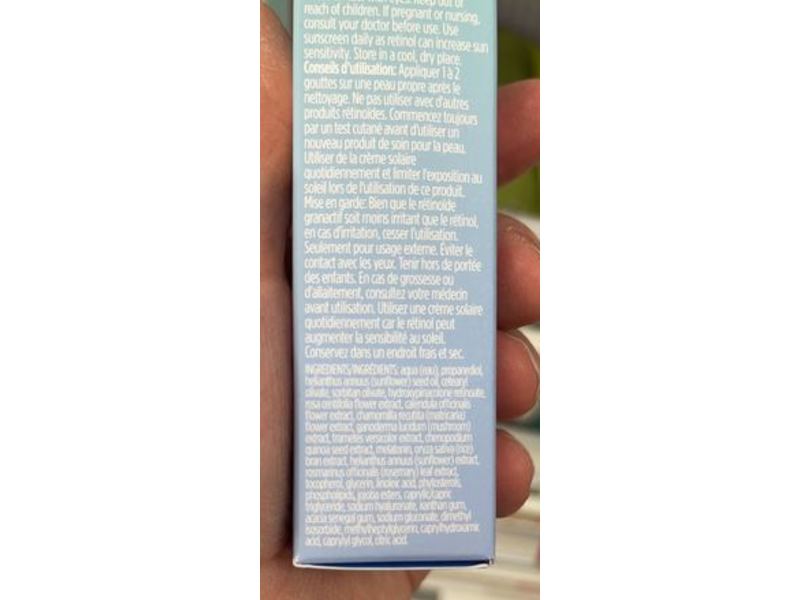 reach of children. If pregnant or nursing,
consult your doctor before use. Use
sunscreen daily as retinol can increase sun
sensitivity. Store in a cool, dry place.
Conseils d'utilisation: Appliquer 1 à 2
gouttes sur une peau propre après le
nettoyage. Ne pas utiliser avec d'autres
produits rétinoïdes. Commencez toujours
par un test cutané avant d'utiliser un
nouveau produit de soin pour la peau.
Utiliser de la crème solaire
quotidiennement et limiter l'exposition au
soleil lors de l'utilisation de ce produit.
Mise en garde: Bien que le rétinoïde
granactif soit moins irritant que le rétinol,
en cas d'irritation, cesser l'utilisation.
Seulement pour usage externe. Éviter le
contact avec les yeux. Tenir hors de portée
des enfants. En cas de grossesse ou
d'allaitement, consultez votre médecin
avant utilisation. Utilisez une crème solaire
quotidiennement car le rétinol peut
augmenter la sensibilité au soleil.
Conservez dans un endroit frais et sec.
INGREDIENTS/INGRÉDIENTS: aqua (eau), propanediol,
helianthus annuus (sunflower) seed oil, cetearyl
olivate, sorbitan olivate, hydroxypinacolone retinoate,
rosa centifolia flower extract, calendula officinalis
flower extract, chamomilla recutita (matricaria)
flower extract, ganoderma lucidum (mushroom)
extract, trametes versicolor extract, chenopodium
quinoa seed extract, melatonin, oryza sativa (rice)
bran extract, helianthus annuus (sunflower) extract,
rosmarinus officinalis (rosemary) leaf extract,
tocopherol, glycerin, linoleic acid, phytosterols,
phospholipids, jojoba esters, caprylic/capric
triglyceride, sodium hyaluronate, xanthan gum,
acacia senegal gum, sodium gluconate, dimethyl
isosorbide, methylheptylglycerin, caprylhydroxamic
acid, caprylyl glycol, citric acid.